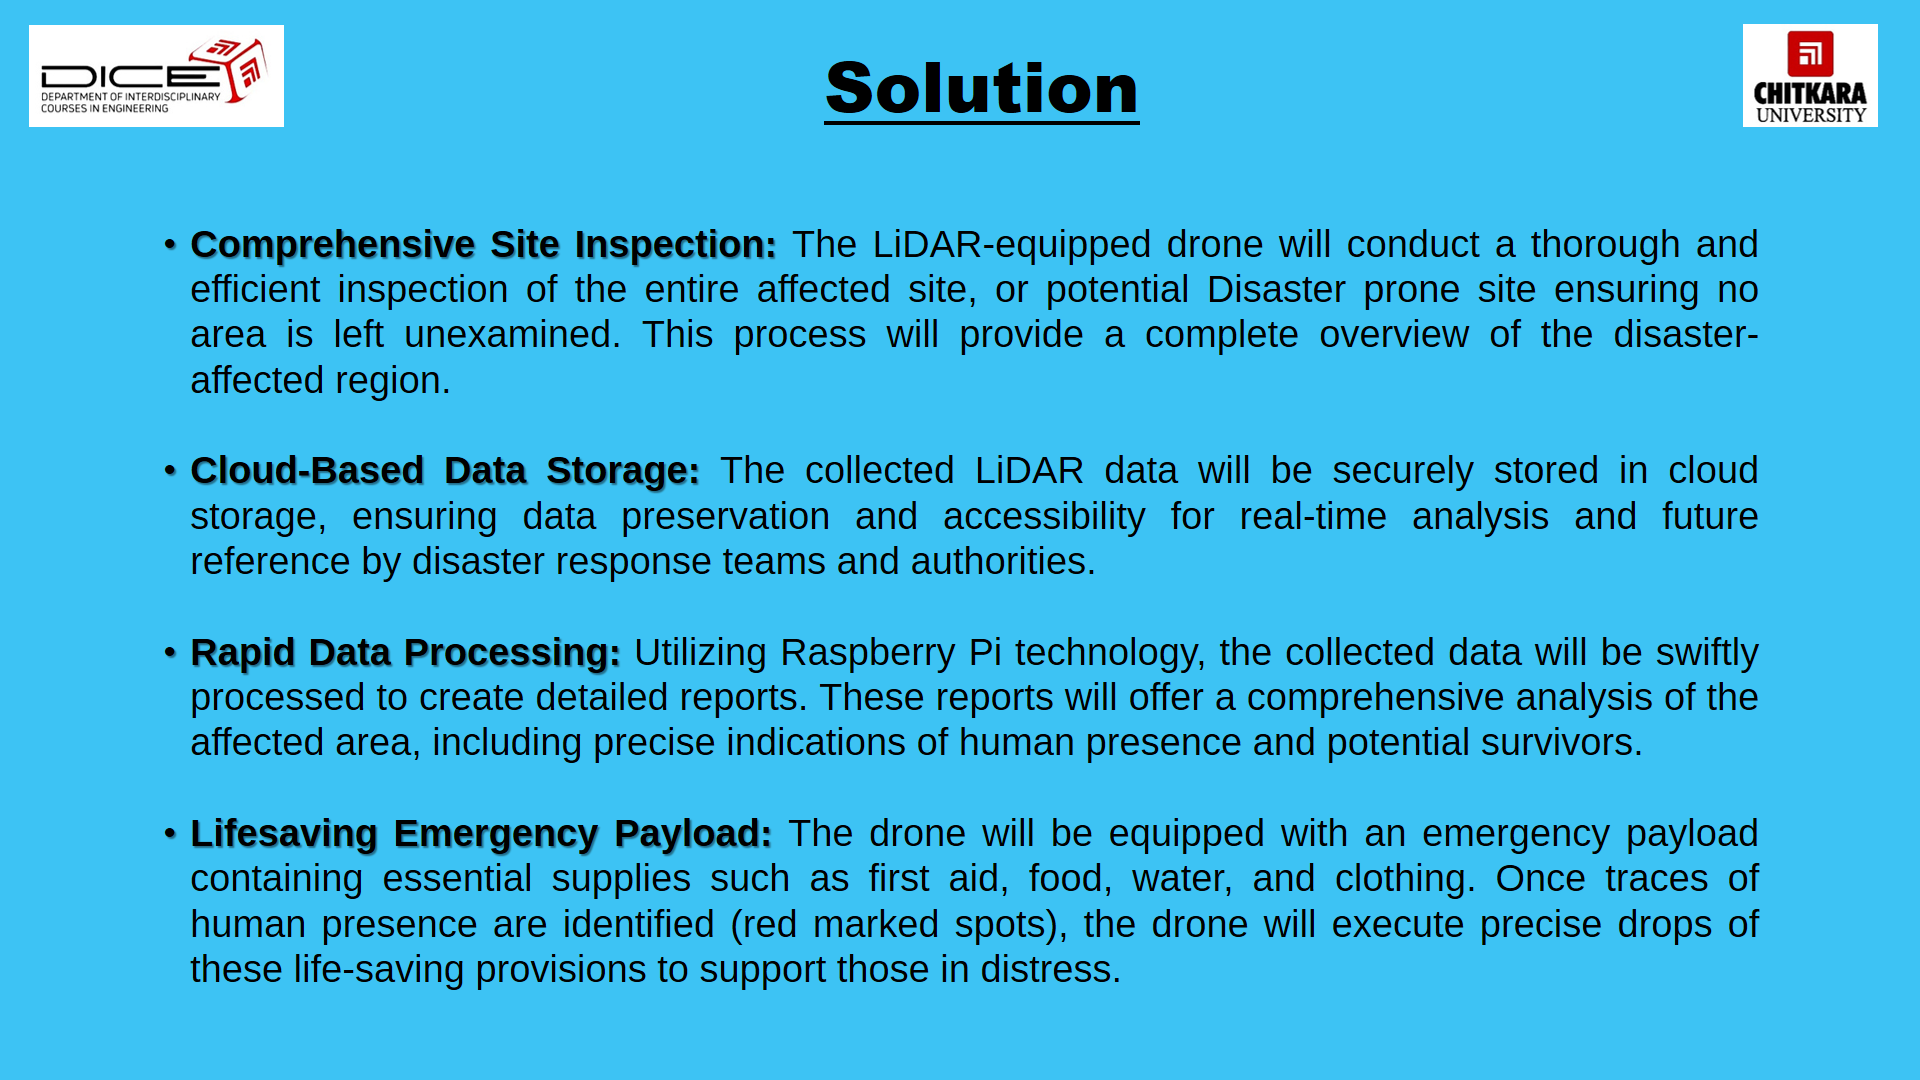 DICE
DEPARTMENT OF INTERDISCIPLINARY
COURSES IN ENGINEERING
Solution
CHITKARA
UNIVERSITY
• Comprehensive Site Inspection: The LiDAR-equipped drone will conduct a thorough and
efficient inspection of the entire affected site, or potential Disaster prone site ensuring no
area is left unexamined. This process will provide a complete overview of the disaster-
affected region.
• Cloud-Based Data Storage: The collected LiDAR data will be securely stored in cloud
storage, ensuring data preservation and accessibility for real-time analysis and future
reference by disaster response teams and authorities.
• Rapid Data Processing: Utilizing Raspberry Pi technology, the collected data will be swiftly
processed to create detailed reports. These reports will offer a comprehensive analysis of the
affected area, including precise indications of human presence and potential survivors.
• Lifesaving Emergency Payload: The drone will be equipped with an emergency payload
containing essential supplies such as first aid, food, water, and clothing. Once traces of
human presence are identified (red marked spots), the drone will execute precise drops of
these life-saving provisions to support those in distress.